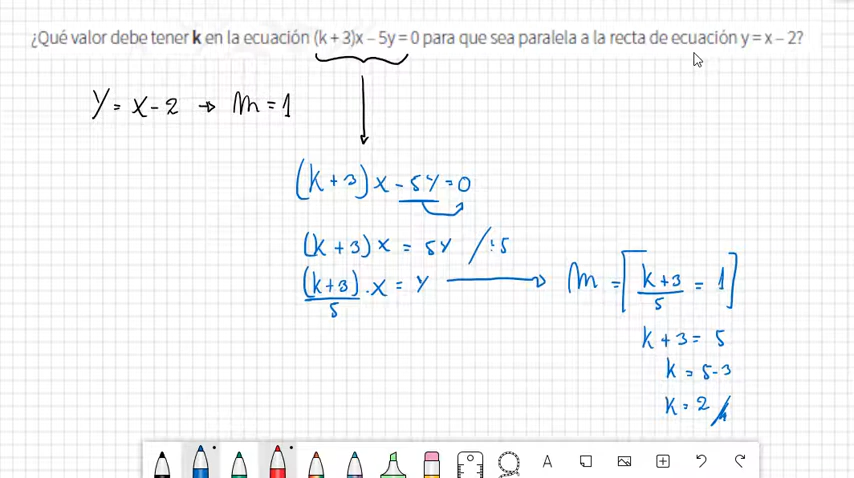 ¿Qué valor debe tener k en la ecuación (k + 3)x – 5y = 0 para que sea paralela a la recta de ecuación y = x – 2?
y = x - 2 → m = 1
(k + 3)x - 5y = 0
(k + 3) x = 5y /:5
(k+3)/5 . x = y → m = [k+3/5 = 1]
k + 3 = 5
k = 5 - 3
k = 2 //
A